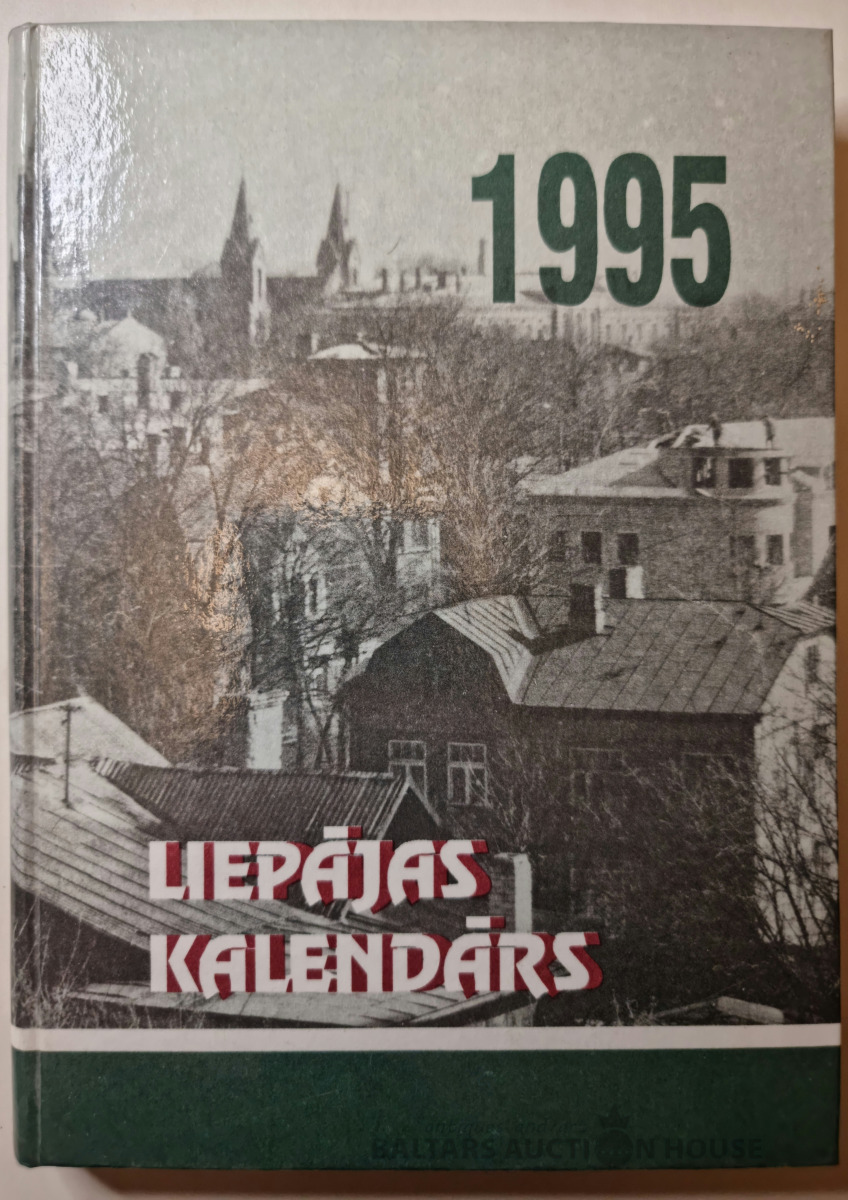 1995
LIEPĀJAS
KALENDĀRS
BALTARS AUCTION HOUSE